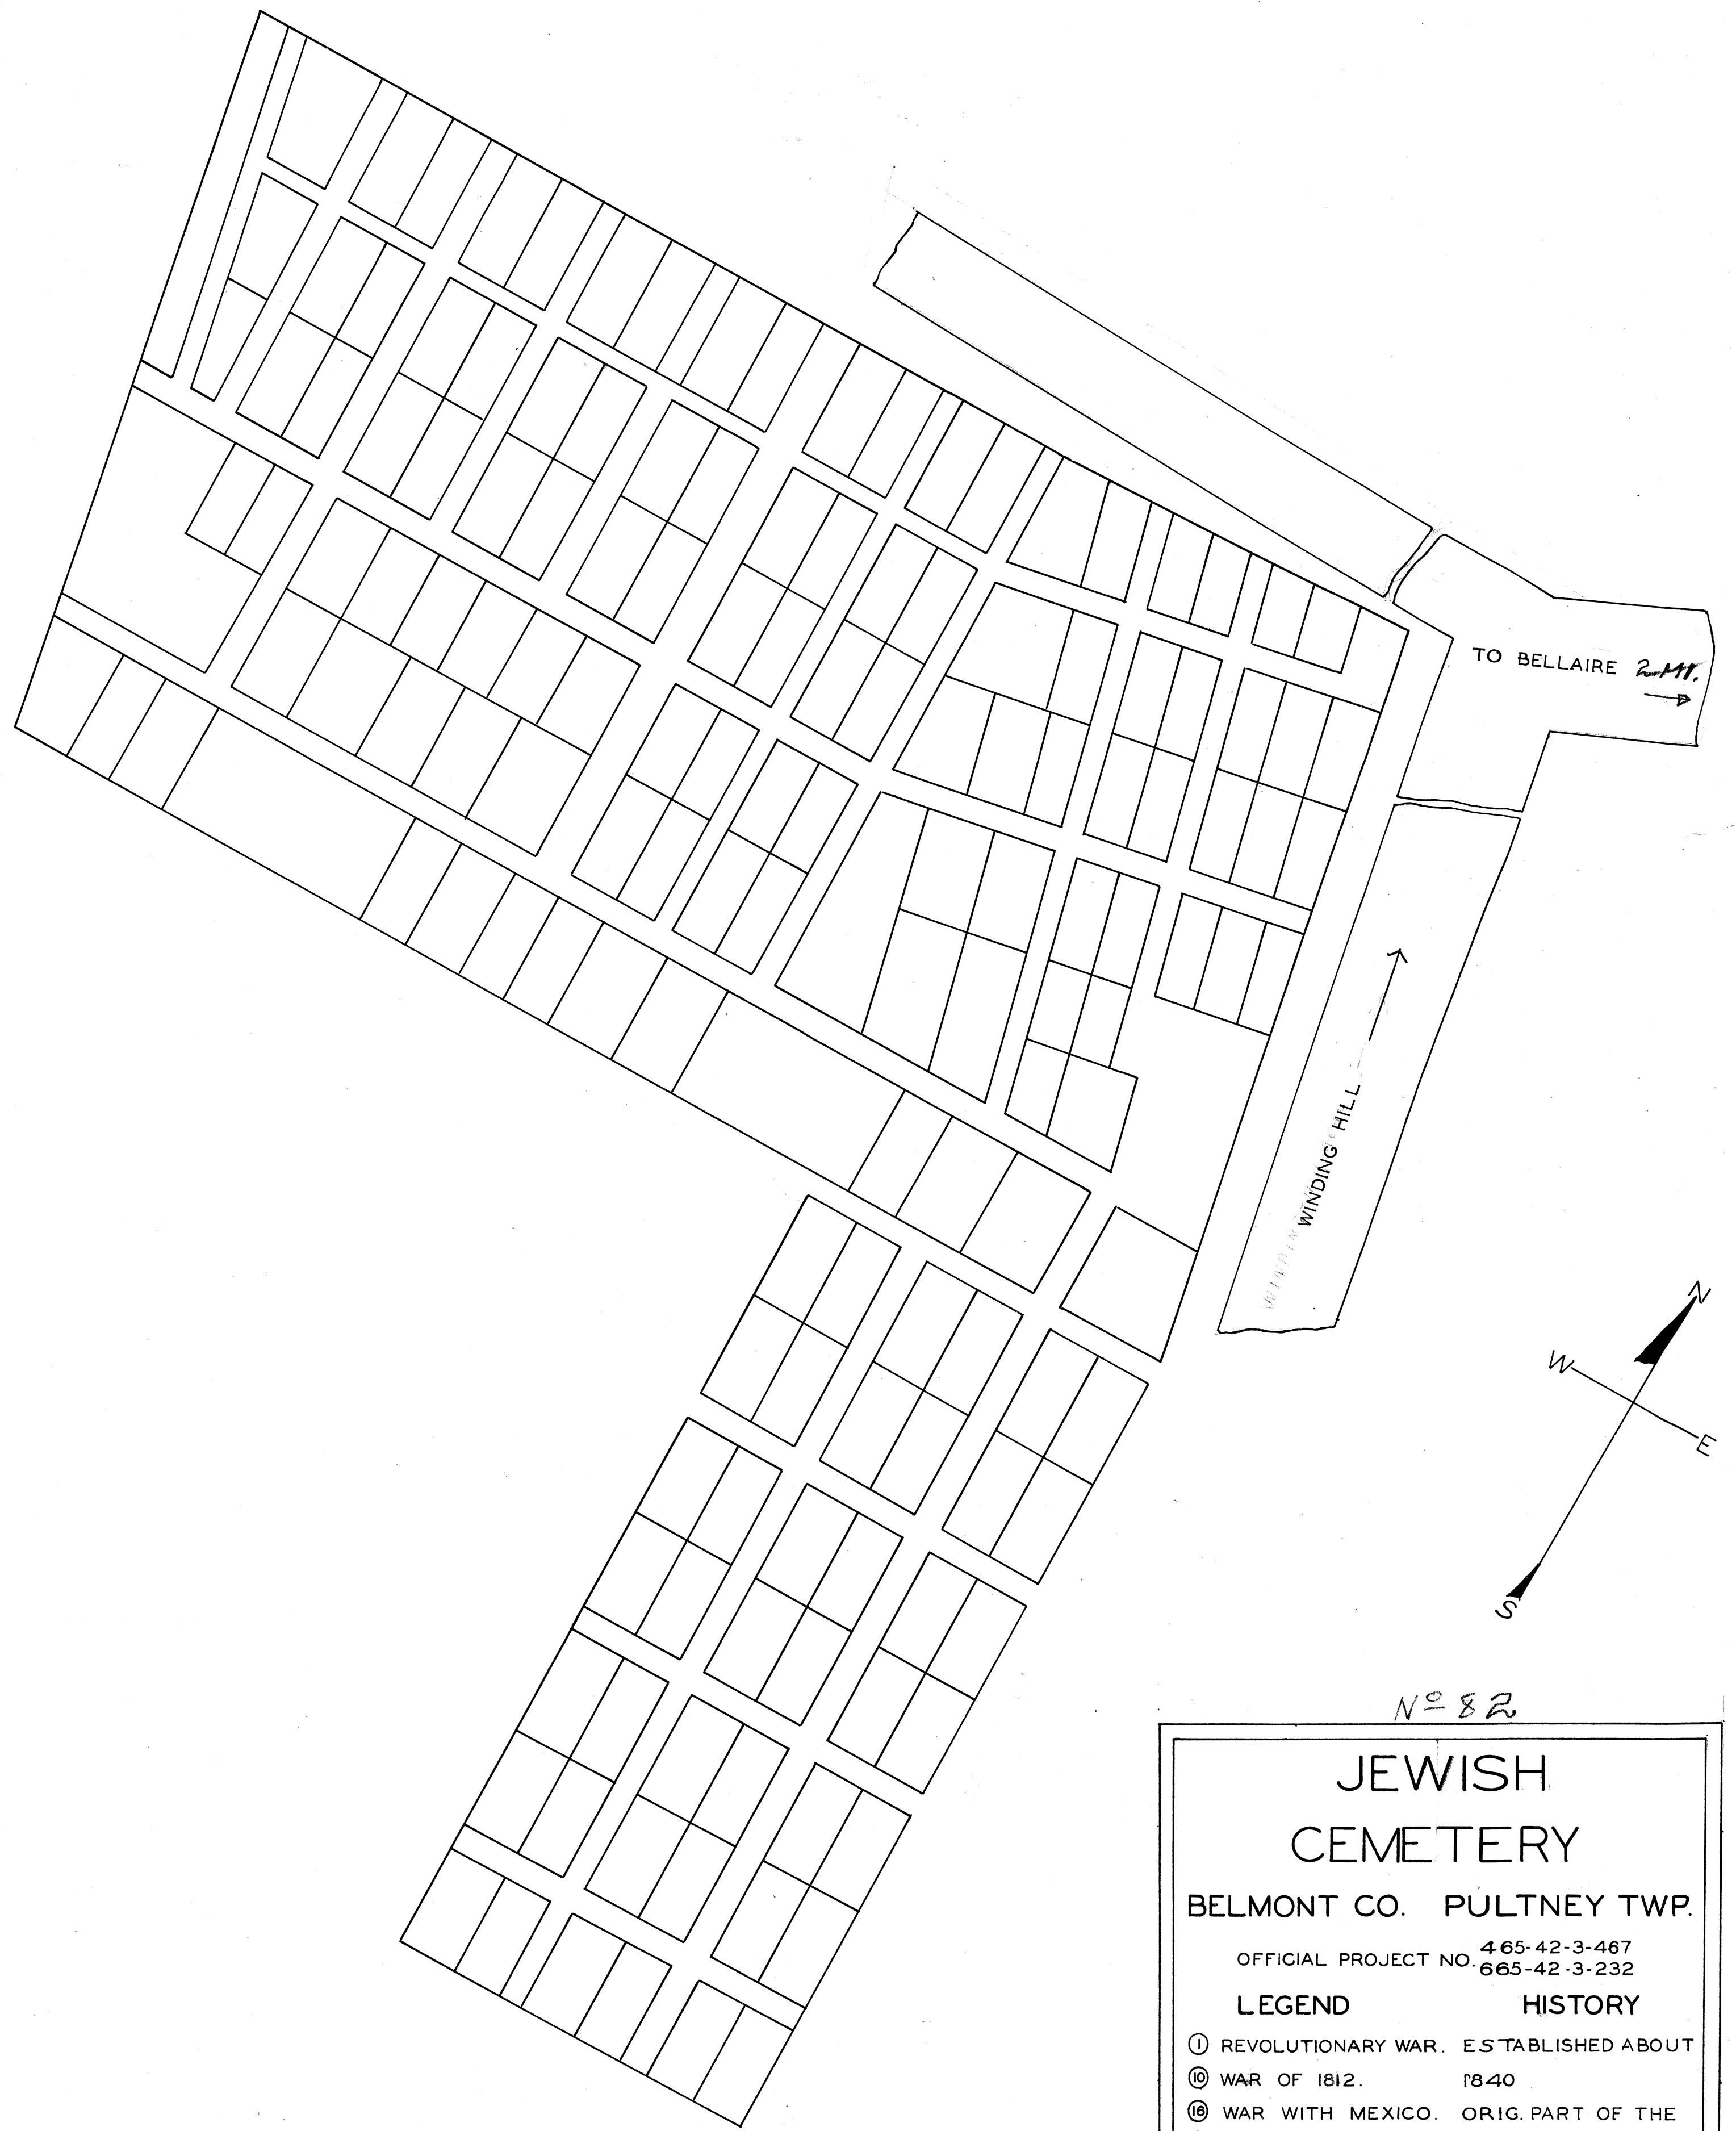 TO BELLAIRE 2 MI.
WINDING HILL
N
W
E
S
Nº 82
JEWISH
CEMETERY
BELMONT CO. PULTNEY TWP.
OFFICIAL PROJECT NO. 465-42-3-467
665-42-3-232
LEGEND HISTORY
① REVOLUTIONARY WAR. ESTABLISHED ABOUT
⑩ WAR OF 1812. 1840
⑯ WAR WITH MEXICO. ORIG. PART OF THE